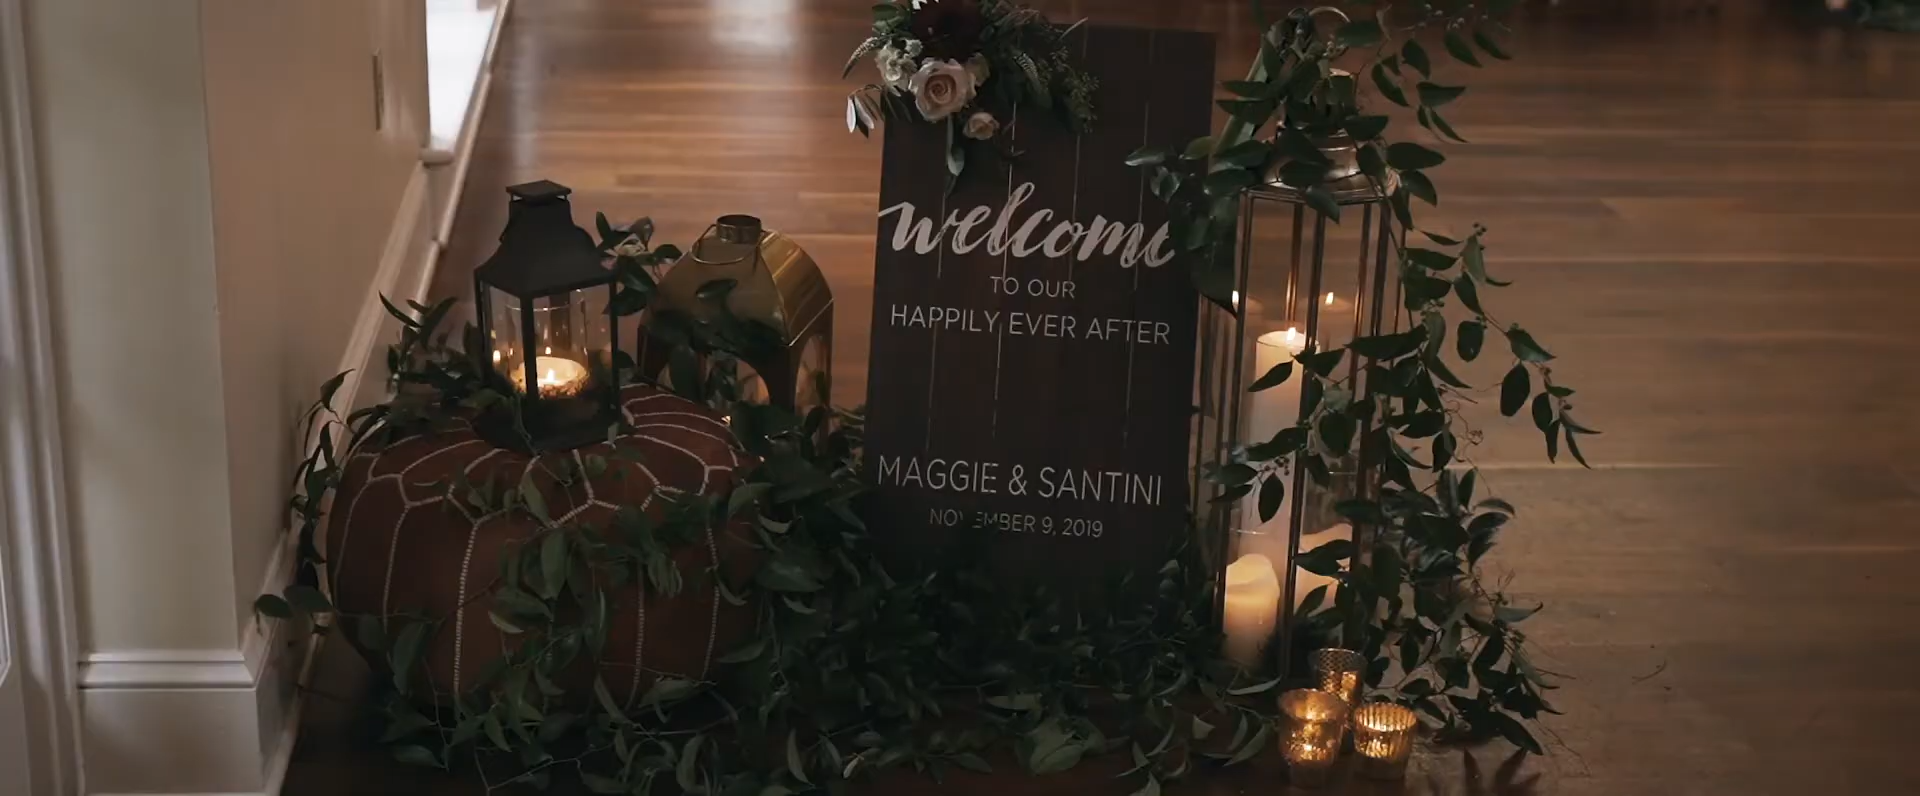 welcome
TO OUR
HAPPILY EVER AFTER
MAGGIE & SANTINI
NOVEMBER 9, 2019